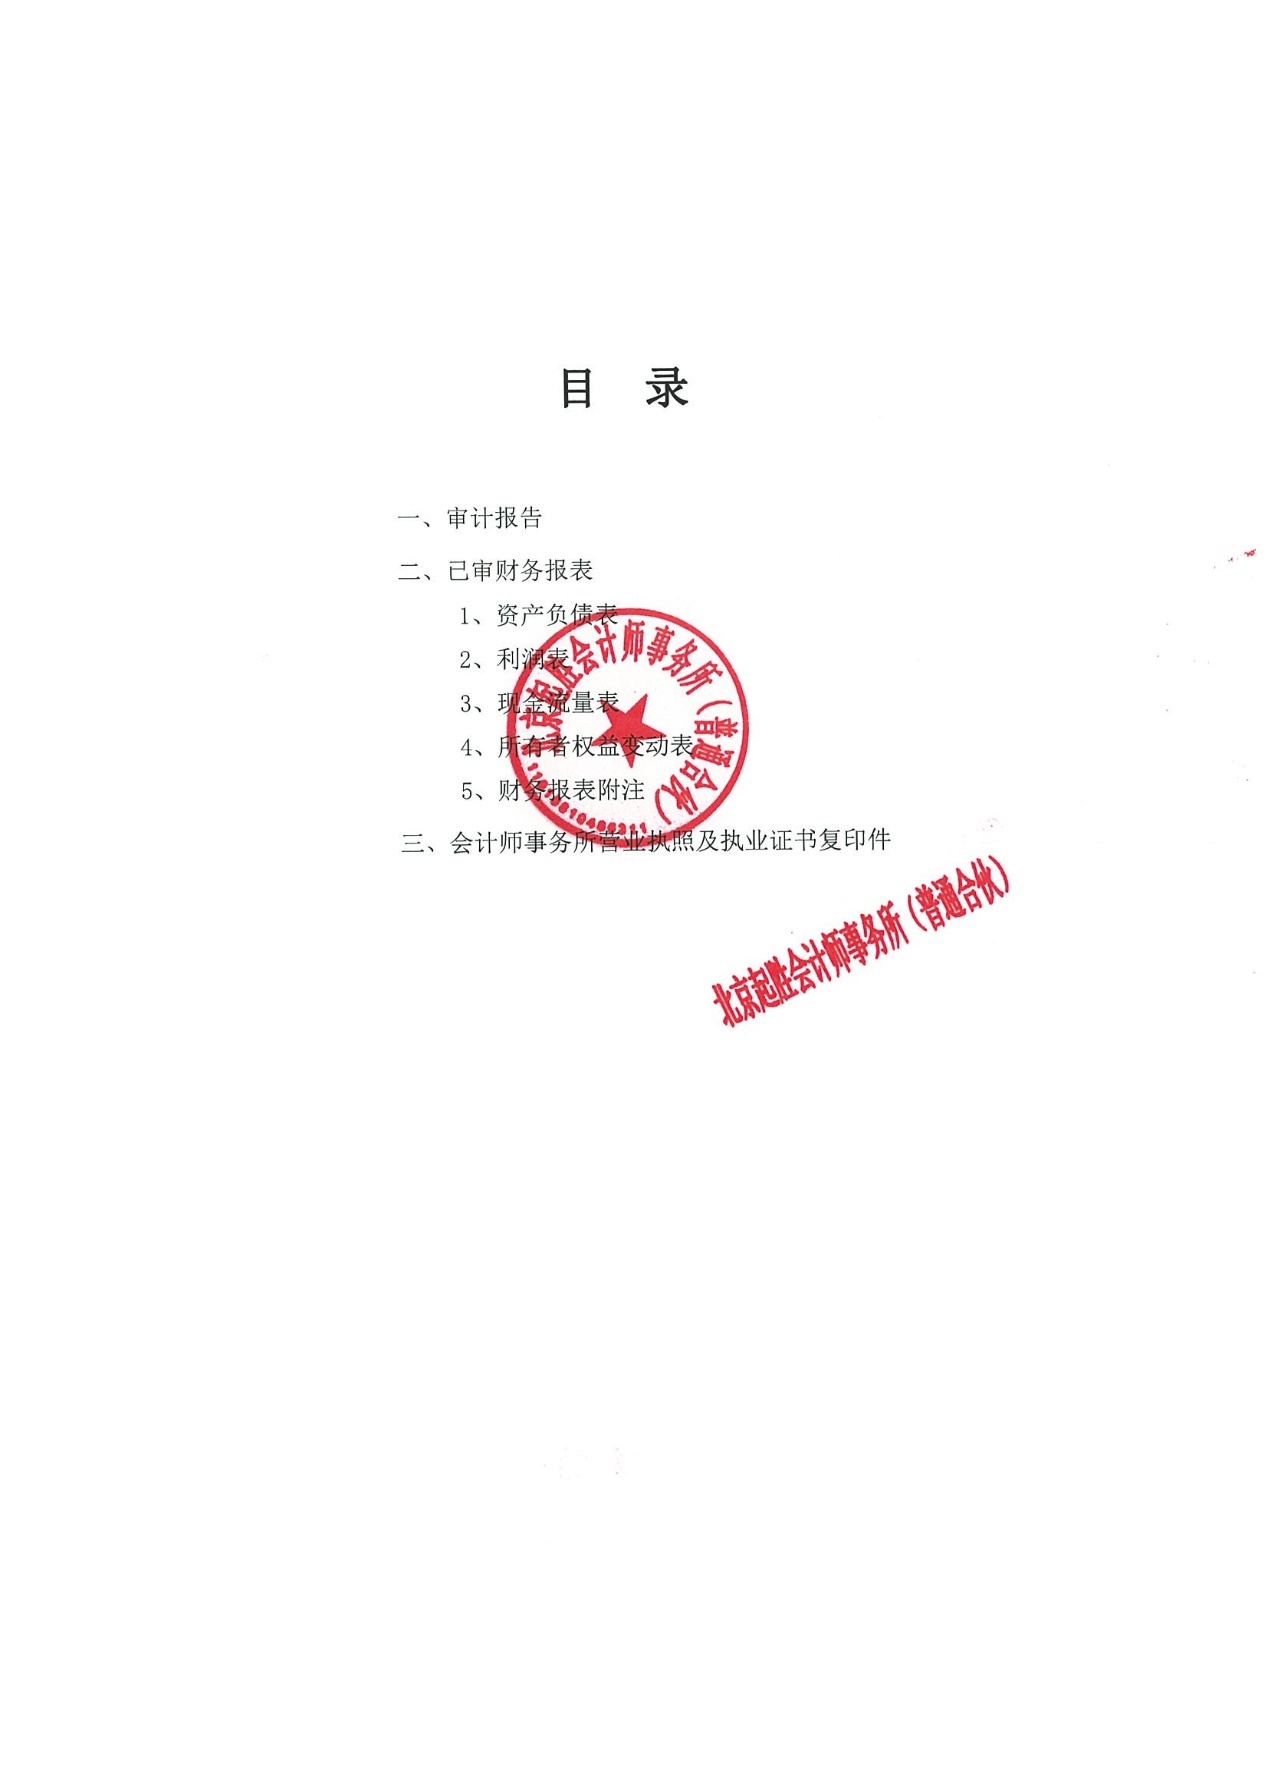 目 录
一、审计报告
二、已审财务报表
1、资产负债表
2、利润表
3、现金流量表
4、所有者权益变动表
5、财务报表附注
三、会计师事务所营业执照及执业证书复印件
北京起胜会计师事务所（普通合伙）
北京起胜会计师事务所（普通合伙）